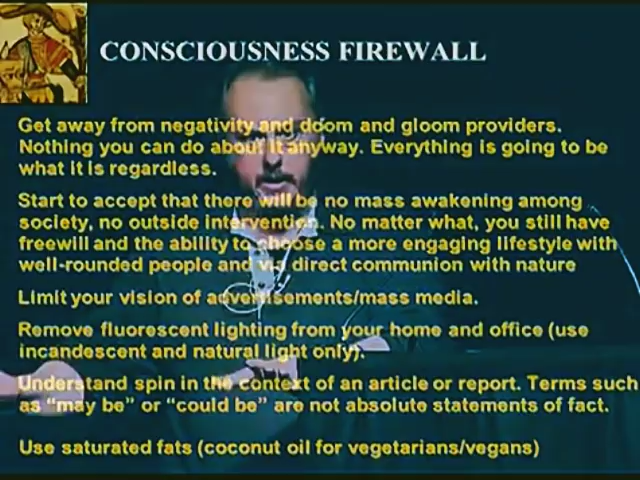 CONSCIOUSNESS FIREWALL
Get away from negativity and doom and gloom providers.
Nothing you can do about it anyway. Everything is going to be
what it is regardless.
Start to accept that there will be no mass awakening among
society, no outside intervention. No matter what, you still have
freewill and the ability to choose a more engaging lifestyle with
well-rounded people and via direct communion with nature
Limit your vision of advertisements/mass media.
Remove fluorescent lighting from your home and office (use
incandescent and natural light only).
Understand spin in the context of an article or report. Terms such
as “may be” or “could be” are not absolute statements of fact.
Use saturated fats (coconut oil for vegetarians/vegans)